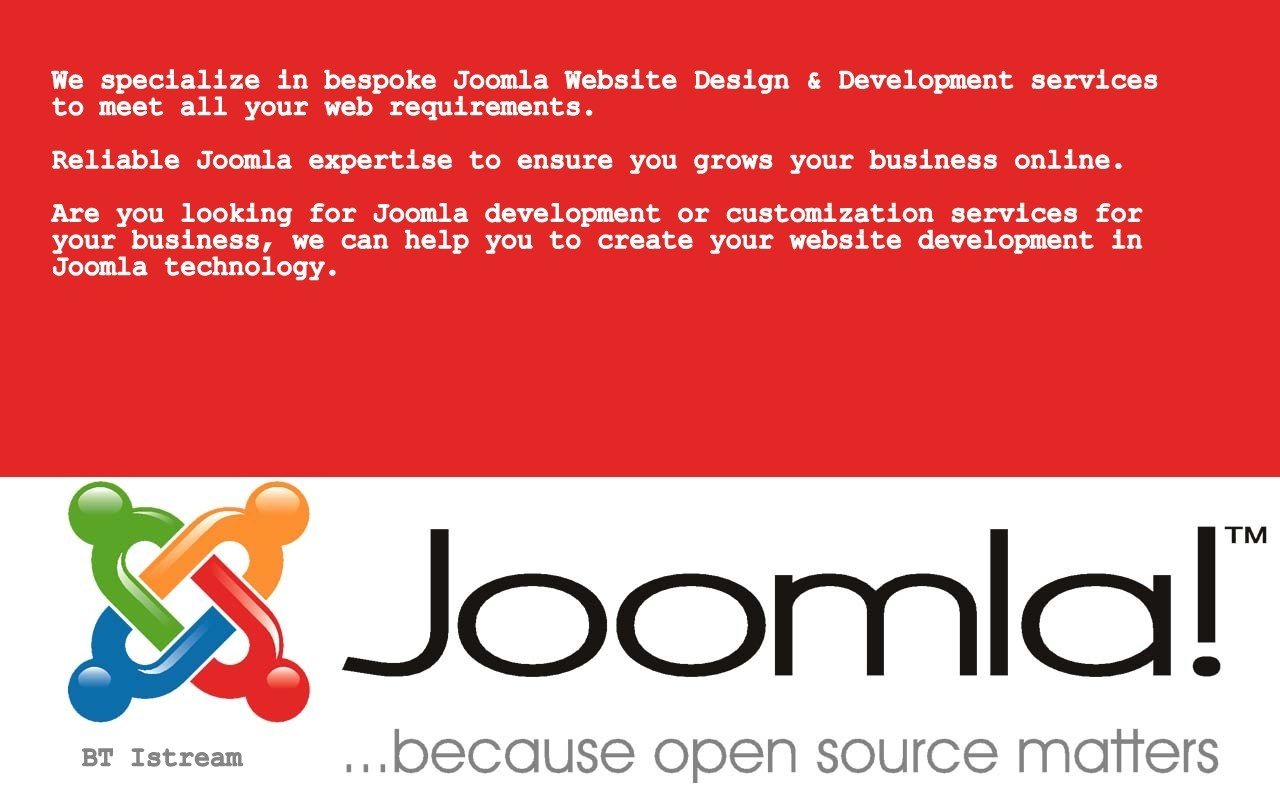 We specialize in bespoke Joomla Website Design & Development services
to meet all your web requirements.
Reliable Joomla expertise to ensure you grows your business online.
Are you looking for Joomla development or customization services for
your business, we can help you to create your website development in
Joomla technology.
Joomla!™
BT Istream
...because open source matters